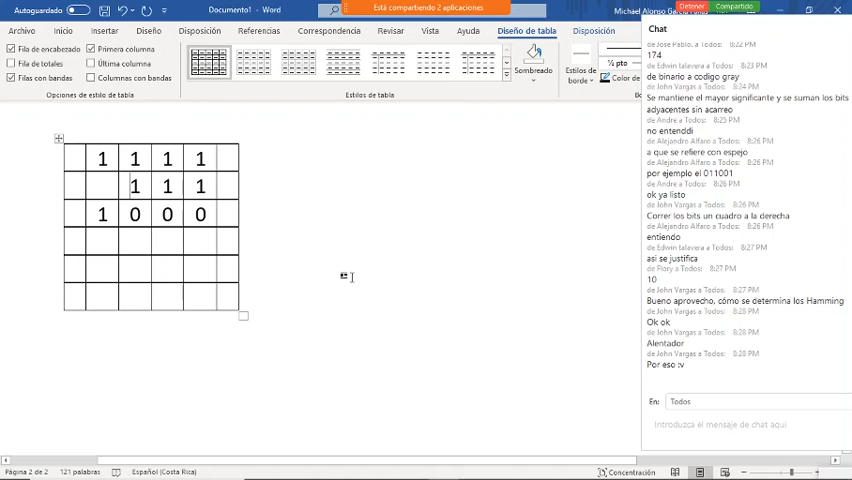 Autoguardado
Documento1 - Word
Está compartiendo 2 aplicaciones
Michael Alonso
Detener
Compartido
Archivo
Inicio
Insertar
Dibujar
Diseño
Disposición
Referencias
Correspondencia
Revisar
Vista
Ayuda
Diseño de tabla
Disposición
Fila de encabezado
Primera columna
Fila de totales
Última columna
Filas con bandas
Columnas con bandas
Opciones de estilo de tabla
Estilos de tabla
Sombreado
Estilos de
borde
½ pto
Color de
Chat
de Jose Pablo. a Todos: 8:22 PM
174
de Edwin talavera a Todos: 8:23 PM
de binario a codigo gray
de John Vargas a Todos: 8:24 PM
Se mantiene el mayor significante y se suman los bits
adyacentes sin acarreo
de Andre a Todos: 8:25 PM
no entenddi
de Alejandro Alfaro a Todos: 8:26 PM
a que se refiere con espejo
de Alejandro Alfaro a Todos: 8:26 PM
por ejemplo el 011001
de Andre a Todos: 8:26 PM
ok ya listo
de John Vargas a Todos: 8:26 PM
Correr los bits un cuadro a la derecha
de Alejandro Alfaro a Todos: 8:26 PM
entiendo
de Edwin talavera a Todos: 8:27 PM
asi se justifica
de Fiory a Todos: 8:27 PM
10
de John Vargas a Todos: 8:27 PM
Bueno aprovecho, cómo se determina los Hamming
de John Vargas a Todos: 8:28 PM
Ok ok
de John Vargas a Todos: 8:28 PM
Alentador
de John Vargas a Todos: 8:28 PM
Por eso :v
En:
Todos
Introduzca el mensaje de chat aquí
1 1 1 1
1 1 1
1 0 0 0
Página 2 de 2
121 palabras
Español (Costa Rica)
Concentración